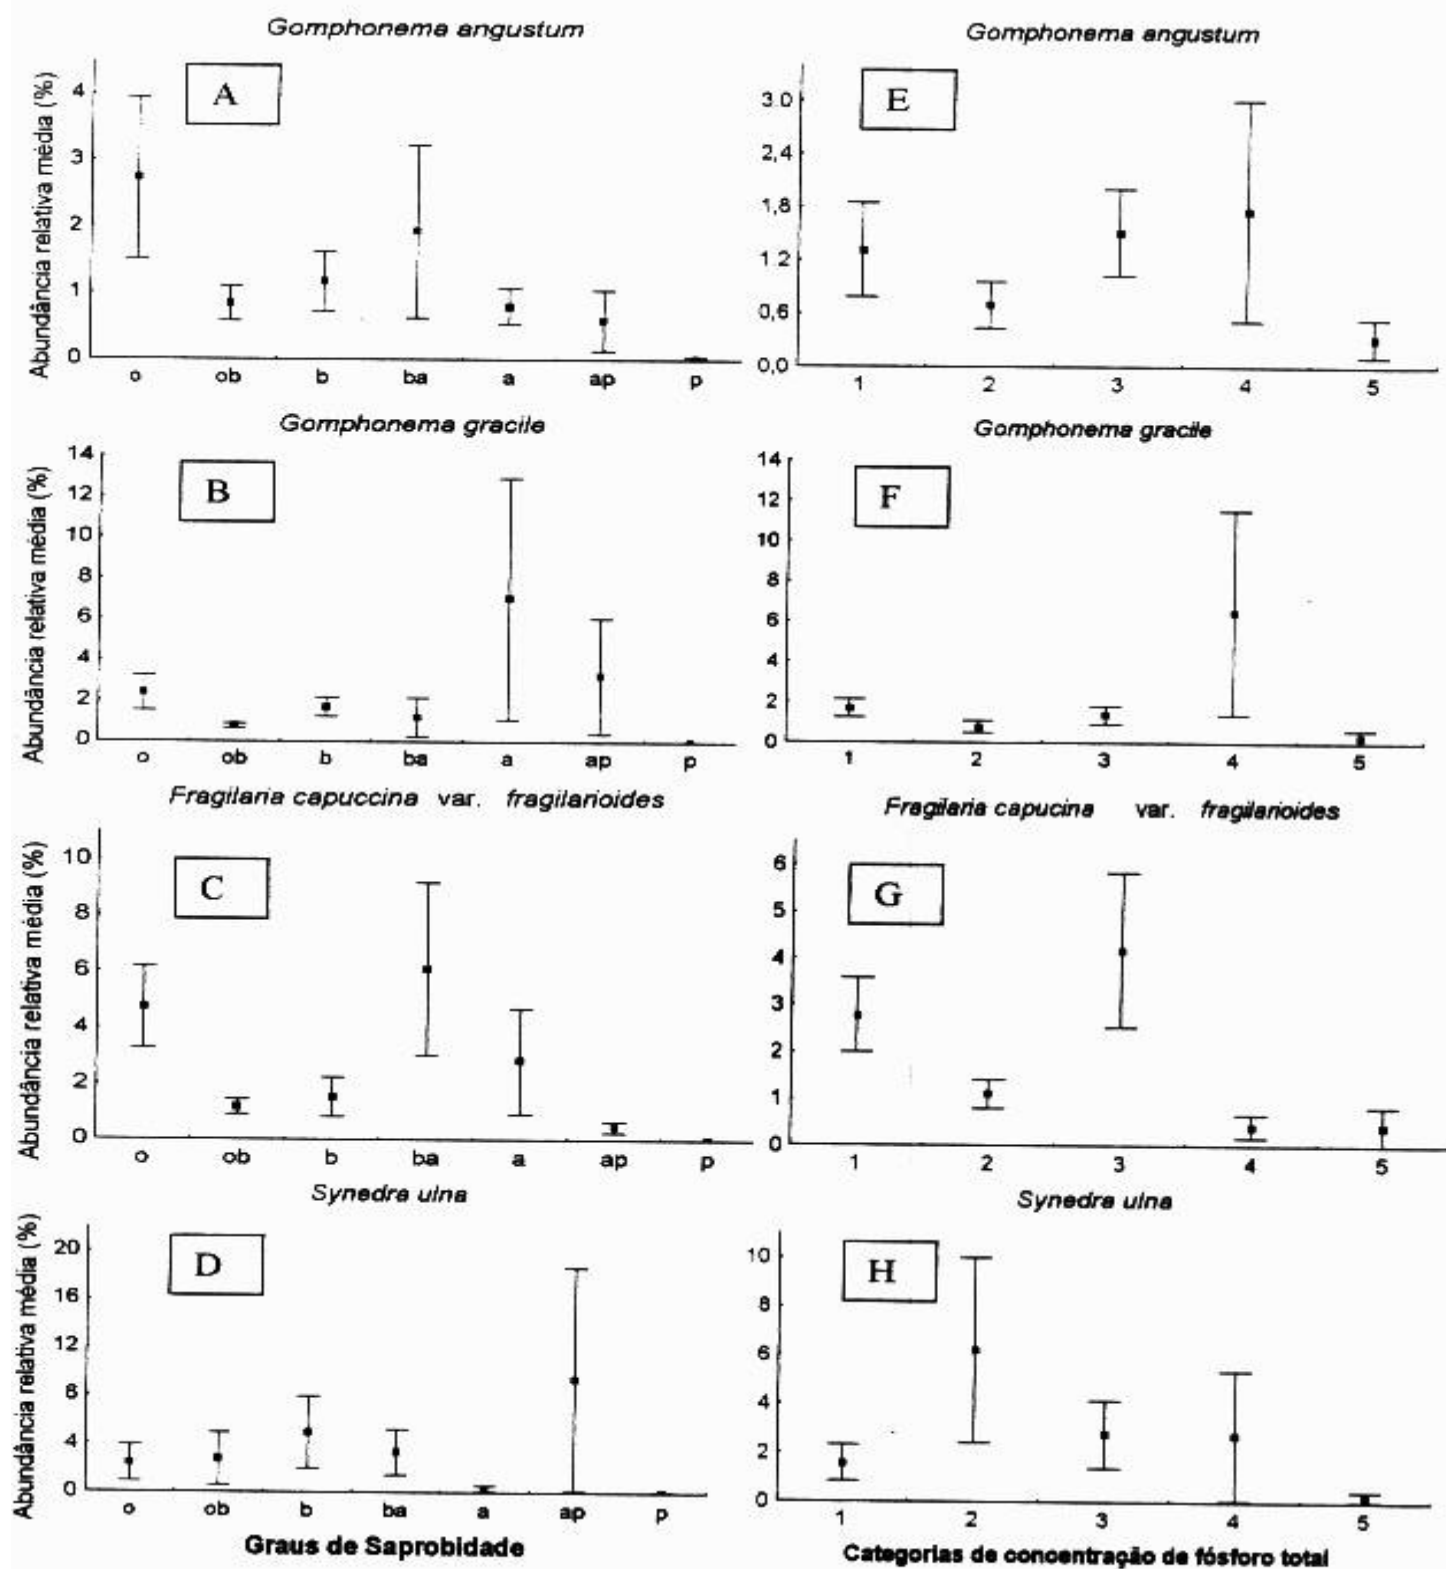 Gomphonema angustum
A
Abundância relativa média (%)
4
3
2
1
0
o ob b ba a ap p
Gomphonema angustum
E
3.0
2,4
1,8
1,2
0,6
0,0
1 2 3 4 5
Gomphonema gracile
B
Abundância relativa média (%)
14
12
10
8
6
4
2
0
o ob b ba a ap p
Gomphonema gracile
F
14
12
10
8
6
4
2
0
1 2 3 4 5
Fragilaria capuccina var. fragilarioides
C
Abundância relativa média (%)
10
8
6
4
2
0
o ob b ba a ap p
Fragilaria capucina var. fragilarioides
G
6
5
4
3
2
1
0
1 2 3 4 5
Synedra ulna
D
Abundância relativa média (%)
20
16
12
8
4
0
o ob b ba a ap p
Graus de Saprobidade
Synedra ulna
H
10
8
6
4
2
0
1 2 3 4 5
Categorias de concentração de fósforo total